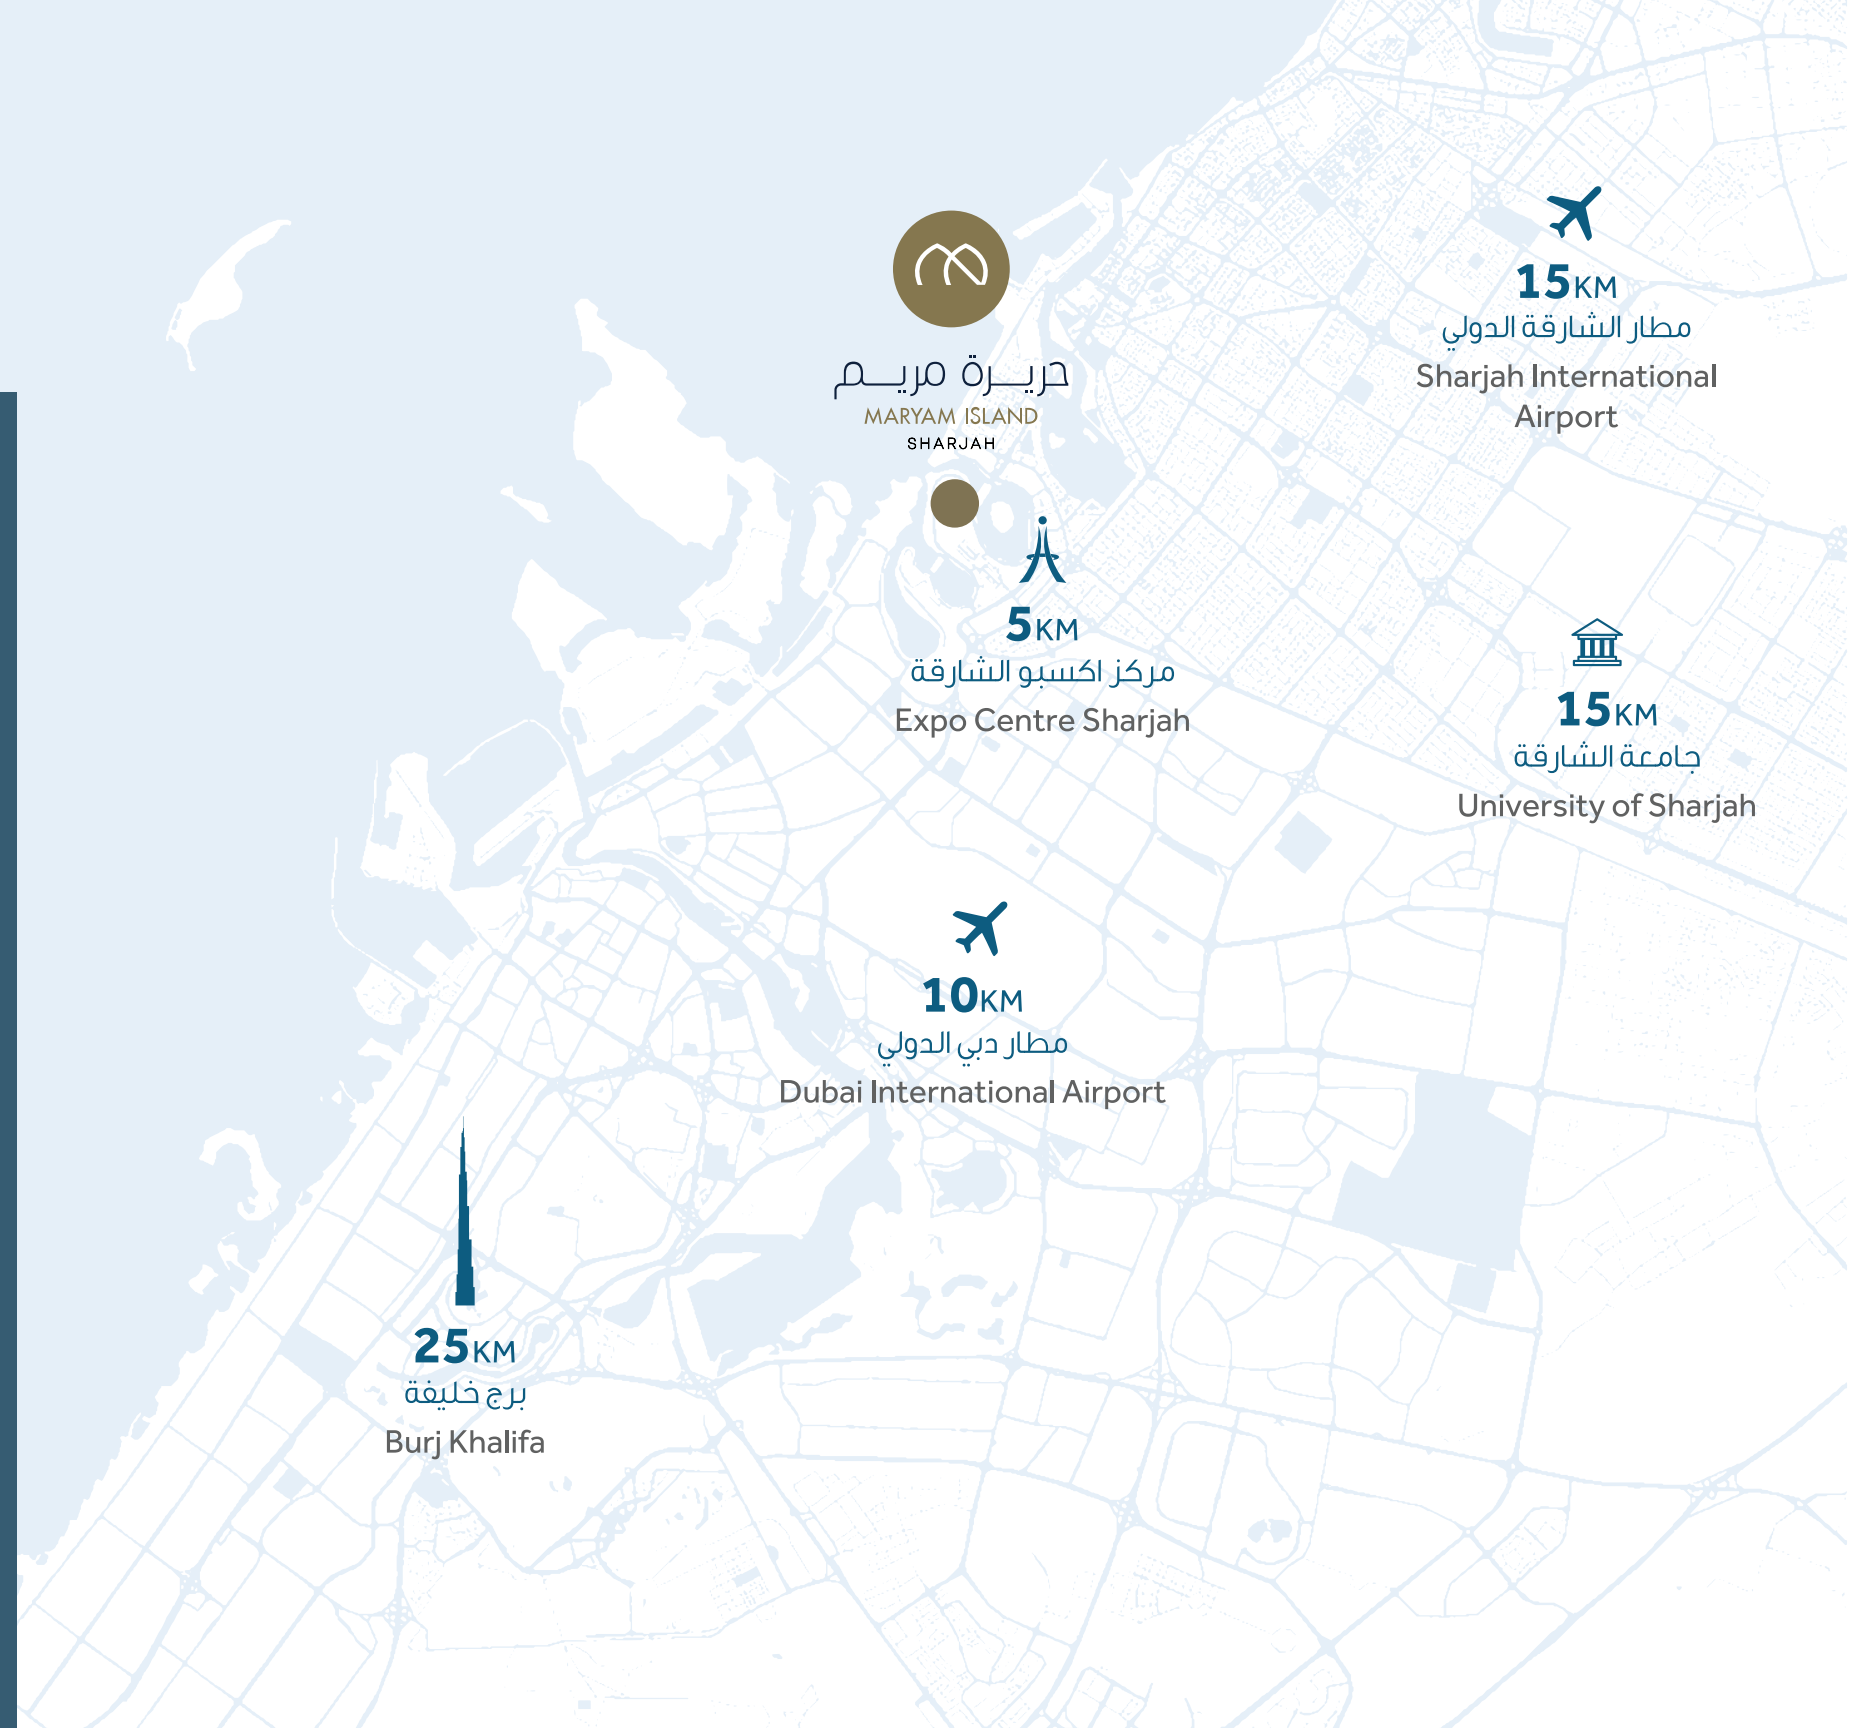 حريـــرة مريـــم
MARYAM ISLAND
SHARJAH
15KM
مطار الشارقة الدولي
Sharjah International
Airport
5KM
مركز اكسبو الشارقة
Expo Centre Sharjah
15KM
جامعة الشارقة
University of Sharjah
10KM
مطار دبي الدولي
Dubai International Airport
25KM
برج خليفة
Burj Khalifa